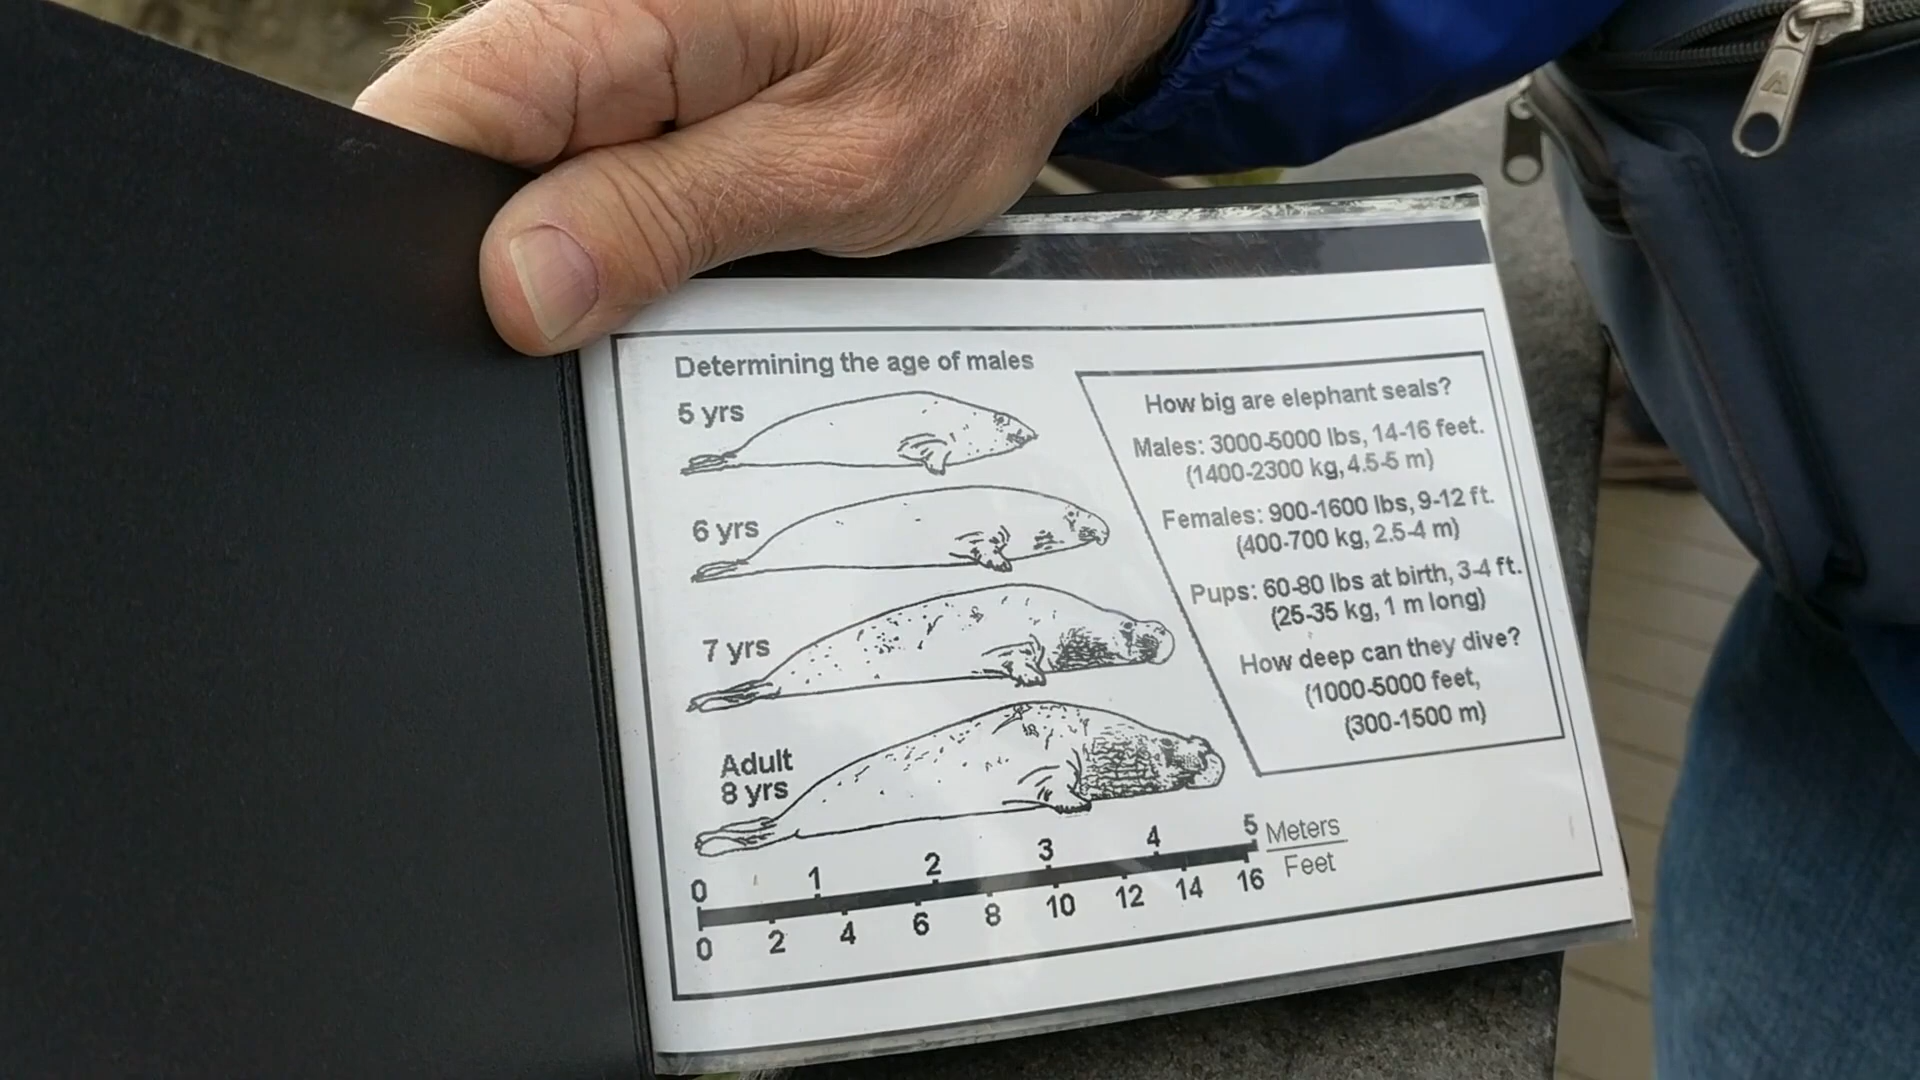 Determining the age of males
5 yrs
6 yrs
7 yrs
Adult
8 yrs
How big are elephant seals?
Males: 3000-5000 lbs, 14-16 feet.
(1400-2300 kg, 4.5-5 m)
Females: 900-1600 lbs, 9-12 ft.
(400-700 kg, 2.5-4 m)
Pups: 60-80 lbs at birth, 3-4 ft.
(25-35 kg, 1 m long)
How deep can they dive?
(1000-5000 feet,
(300-1500 m)
0 1 2 3 4 5 Meters
0 2 4 6 8 10 12 14 16 Feet